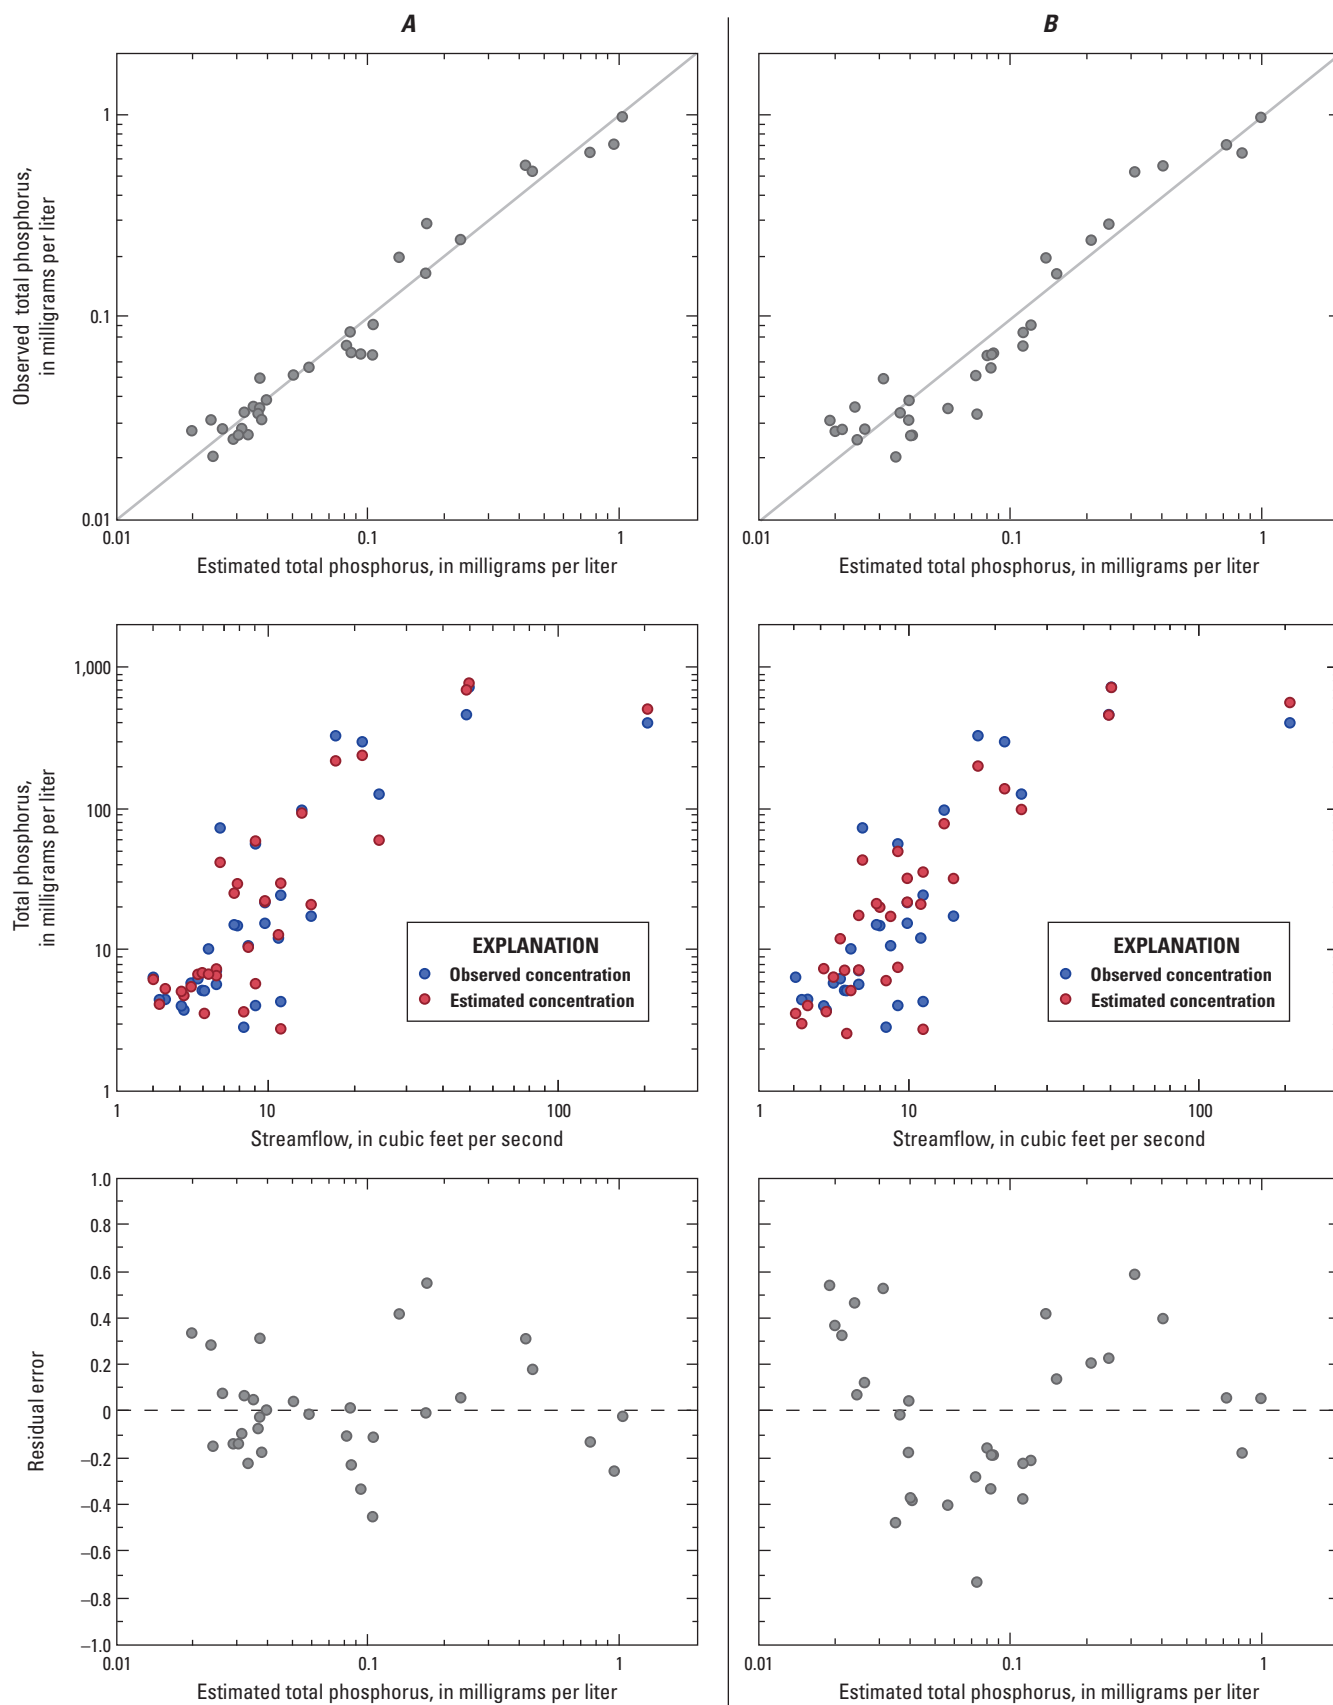 A
B
Observed total phosphorus,
in milligrams per liter
1
0.1
0.01
0.01
0.1
1
Estimated total phosphorus, in milligrams per liter
0.01
0.1
1
Estimated total phosphorus, in milligrams per liter
Total phosphorus,
in milligrams per liter
1,000
100
10
1
1
10
100
Streamflow, in cubic feet per second
EXPLANATION
Observed concentration
Estimated concentration
1
10
100
Streamflow, in cubic feet per second
EXPLANATION
Observed concentration
Estimated concentration
Residual error
1.0
0.8
0.6
0.4
0.2
0
−0.2
−0.4
−0.6
−0.8
−1.0
0.01
0.1
1
Estimated total phosphorus, in milligrams per liter
0.01
0.1
1
Estimated total phosphorus, in milligrams per liter